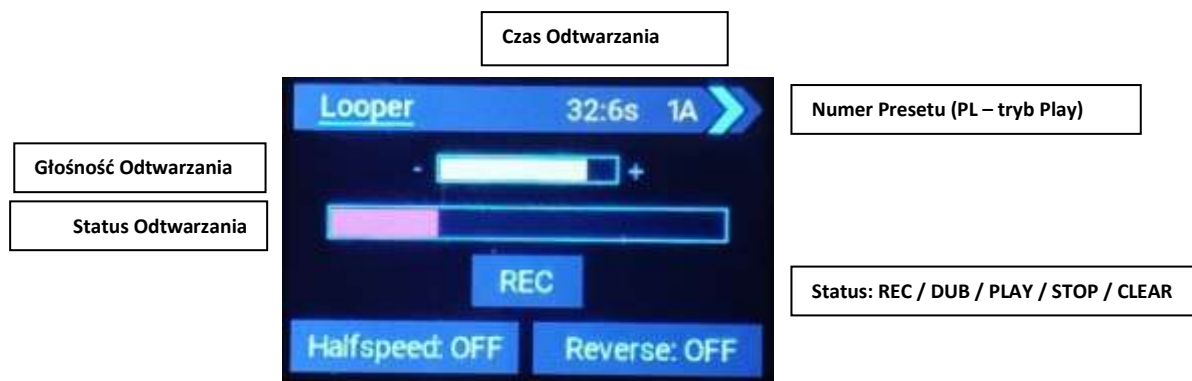 Czas Odtwarzania
Looper 32:6s 1A
Numer Presetu (PL – tryb Play)
Głośność Odtwarzania
- +
Status Odtwarzania
REC
Status: REC / DUB / PLAY / STOP / CLEAR
Halfspeed: OFF Reverse: OFF